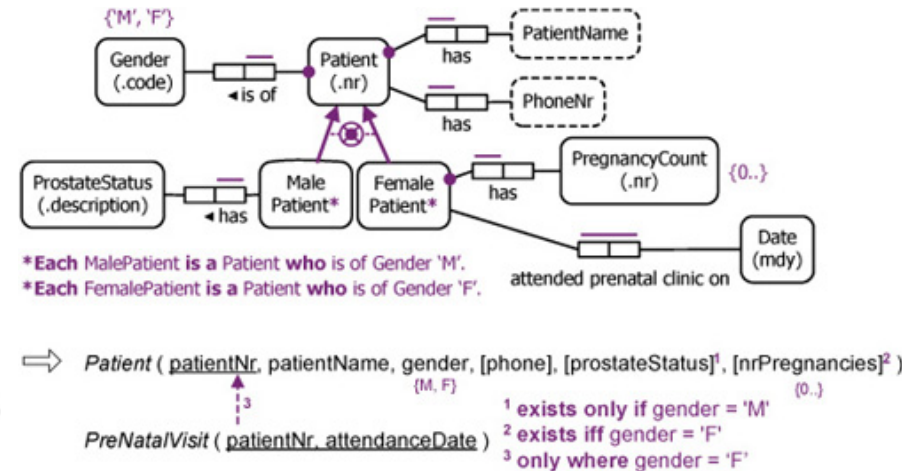 {'M', 'F'}
Gender
(.code)
◄ is of
Patient
(.nr)
has
PatientName
has
PhoneNr
ProstateStatus
(.description)
◄ has
Male
Patient*
Female
Patient*
has
PregnancyCount
(.nr)
{0..}
attended prenatal clinic on
Date
(mdy)
*Each MalePatient is a Patient who is of Gender 'M'.
*Each FemalePatient is a Patient who is of Gender 'F'.
Patient ( patientNr, patientName, gender, [phone], [prostateStatus]¹, [nrPregnancies]² )
{M, F}
{0..}
3
PreNatalVisit ( patientNr, attendanceDate )
¹ exists only if gender = 'M'
² exists iff gender = 'F'
³ only where gender = 'F'